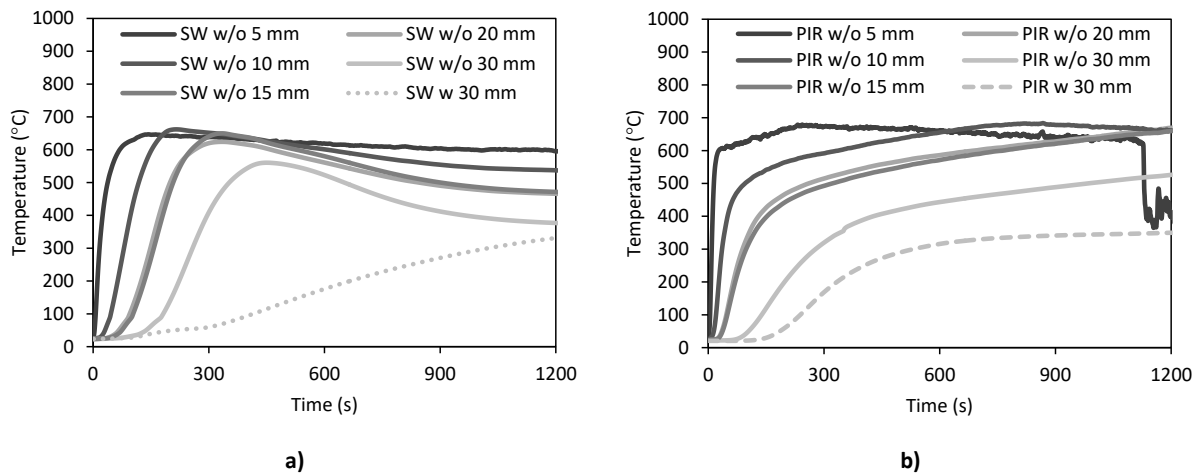 1000
900
800
700
600
500
400
300
200
100
0
Temperature (°C)
SW w/o 5 mm
SW w/o 20 mm
SW w/o 10 mm
SW w/o 30 mm
SW w/o 15 mm
SW w 30 mm
0 300 600 900 1200
Time (s)
a)
1000
900
800
700
600
500
400
300
200
100
0
Temperature (°C)
PIR w/o 5 mm
PIR w/o 20 mm
PIR w/o 10 mm
PIR w/o 30 mm
PIR w/o 15 mm
PIR w 30 mm
0 300 600 900 1200
Time (s)
b)